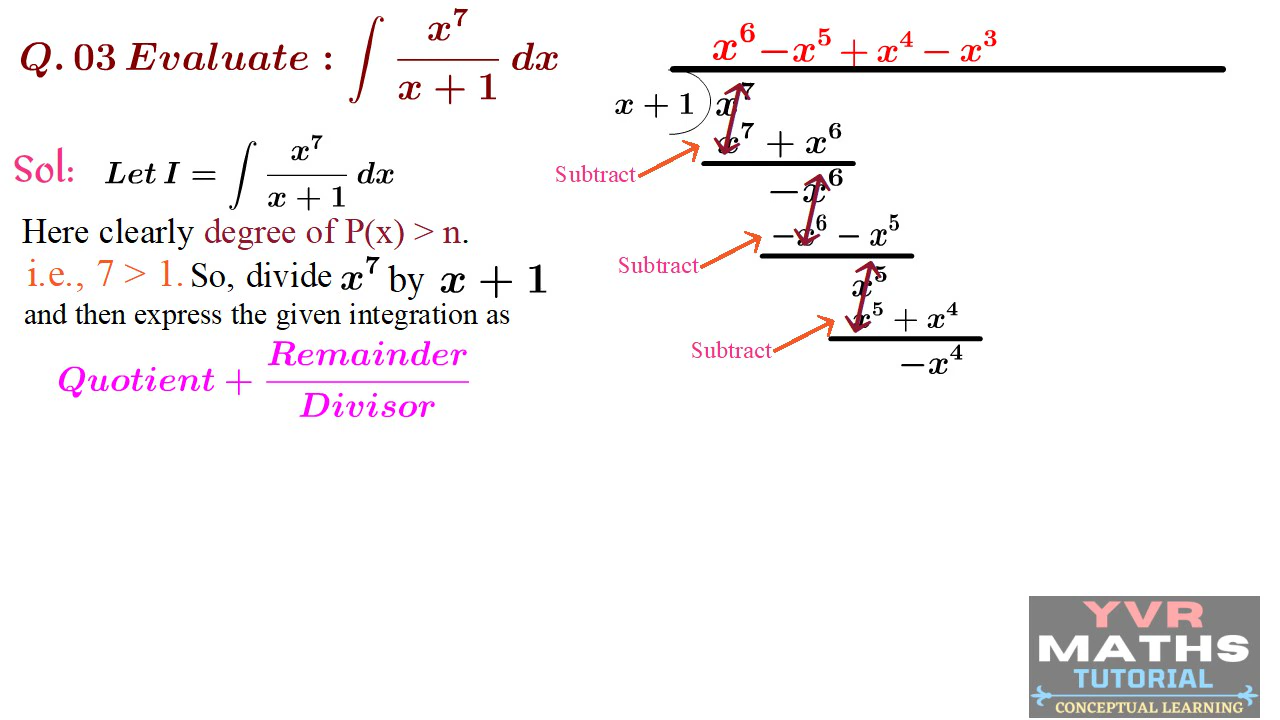 Q. 03 Evaluate : ∫ x⁷/(x + 1) dx
Sol: Let I = ∫ x⁷/(x + 1) dx
Here clearly degree of P(x) > n.
i.e., 7 > 1. So, divide x⁷ by x + 1
and then express the given integration as
Quotient + Remainder/Divisor
x⁶ − x⁵ + x⁴ − x³
x + 1 ) x⁷
x⁷ + x⁶
Subtract
−x⁶
−x⁶ − x⁵
Subtract
x⁵
x⁵ + x⁴
Subtract
−x⁴
YVR
MATHS
TUTORIAL
CONCEPTUAL LEARNING